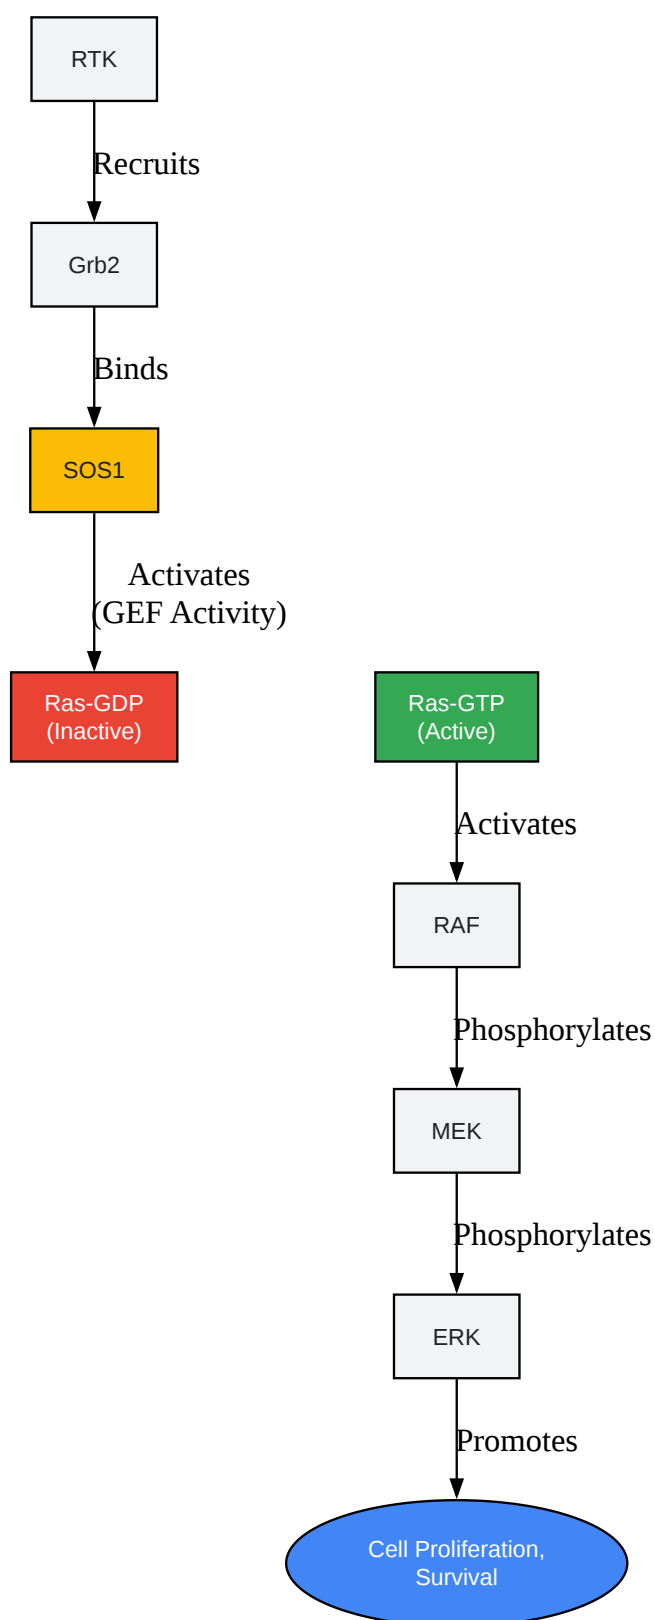 RTK
Recruits
Grb2
Binds
SOS1
Activates
(GEF Activity)
Ras-GDP
(Inactive)
Ras-GTP
(Active)
Activates
RAF
Phosphorylates
MEK
Phosphorylates
ERK
Promotes
Cell Proliferation,
Survival